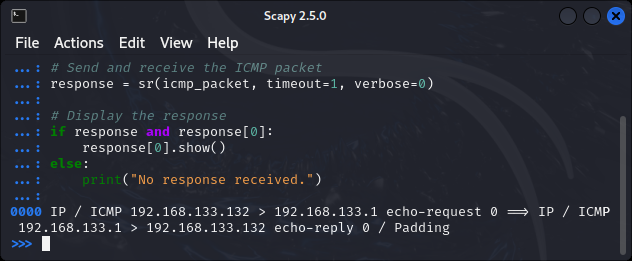 Scapy 2.5.0
File Actions Edit View Help
...: # Send and receive the ICMP packet
...: response = sr(icmp_packet, timeout=1, verbose=0)
...:
...: # Display the response
...: if response and response[0]:
...:     response[0].show()
...: else:
...:     print("No response received.")
...:
0000 IP / ICMP 192.168.133.132 > 192.168.133.1 echo-request 0 ==> IP / ICMP
192.168.133.1 > 192.168.133.132 echo-reply 0 / Padding
>>>